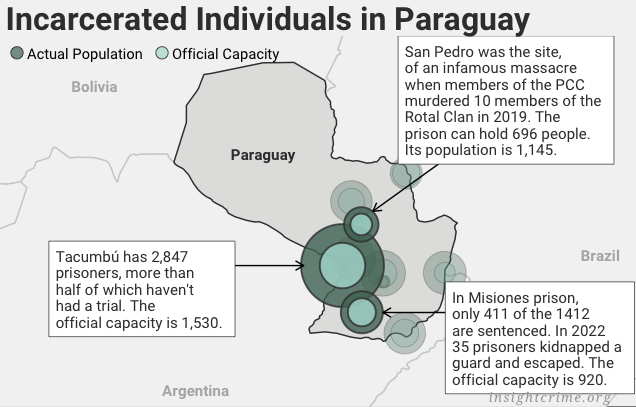 Incarcerated Individuals in Paraguay
Actual Population
Official Capacity
San Pedro was the site,
of an infamous massacre
when members of the PCC
murdered 10 members of the
Rotal Clan in 2019. The
prison can hold 696 people.
Its population is 1,145.
Bolivia
Paraguay
Brazil
Tacumbú has 2,847
prisoners, more than
half of which haven't
had a trial. The
official capacity is 1,530.
In Misiones prison,
only 411 of the 1412
are sentenced. In 2022
35 prisoners kidnapped a
guard and escaped. The
official capacity is 920.
Argentina
insightcrime.org